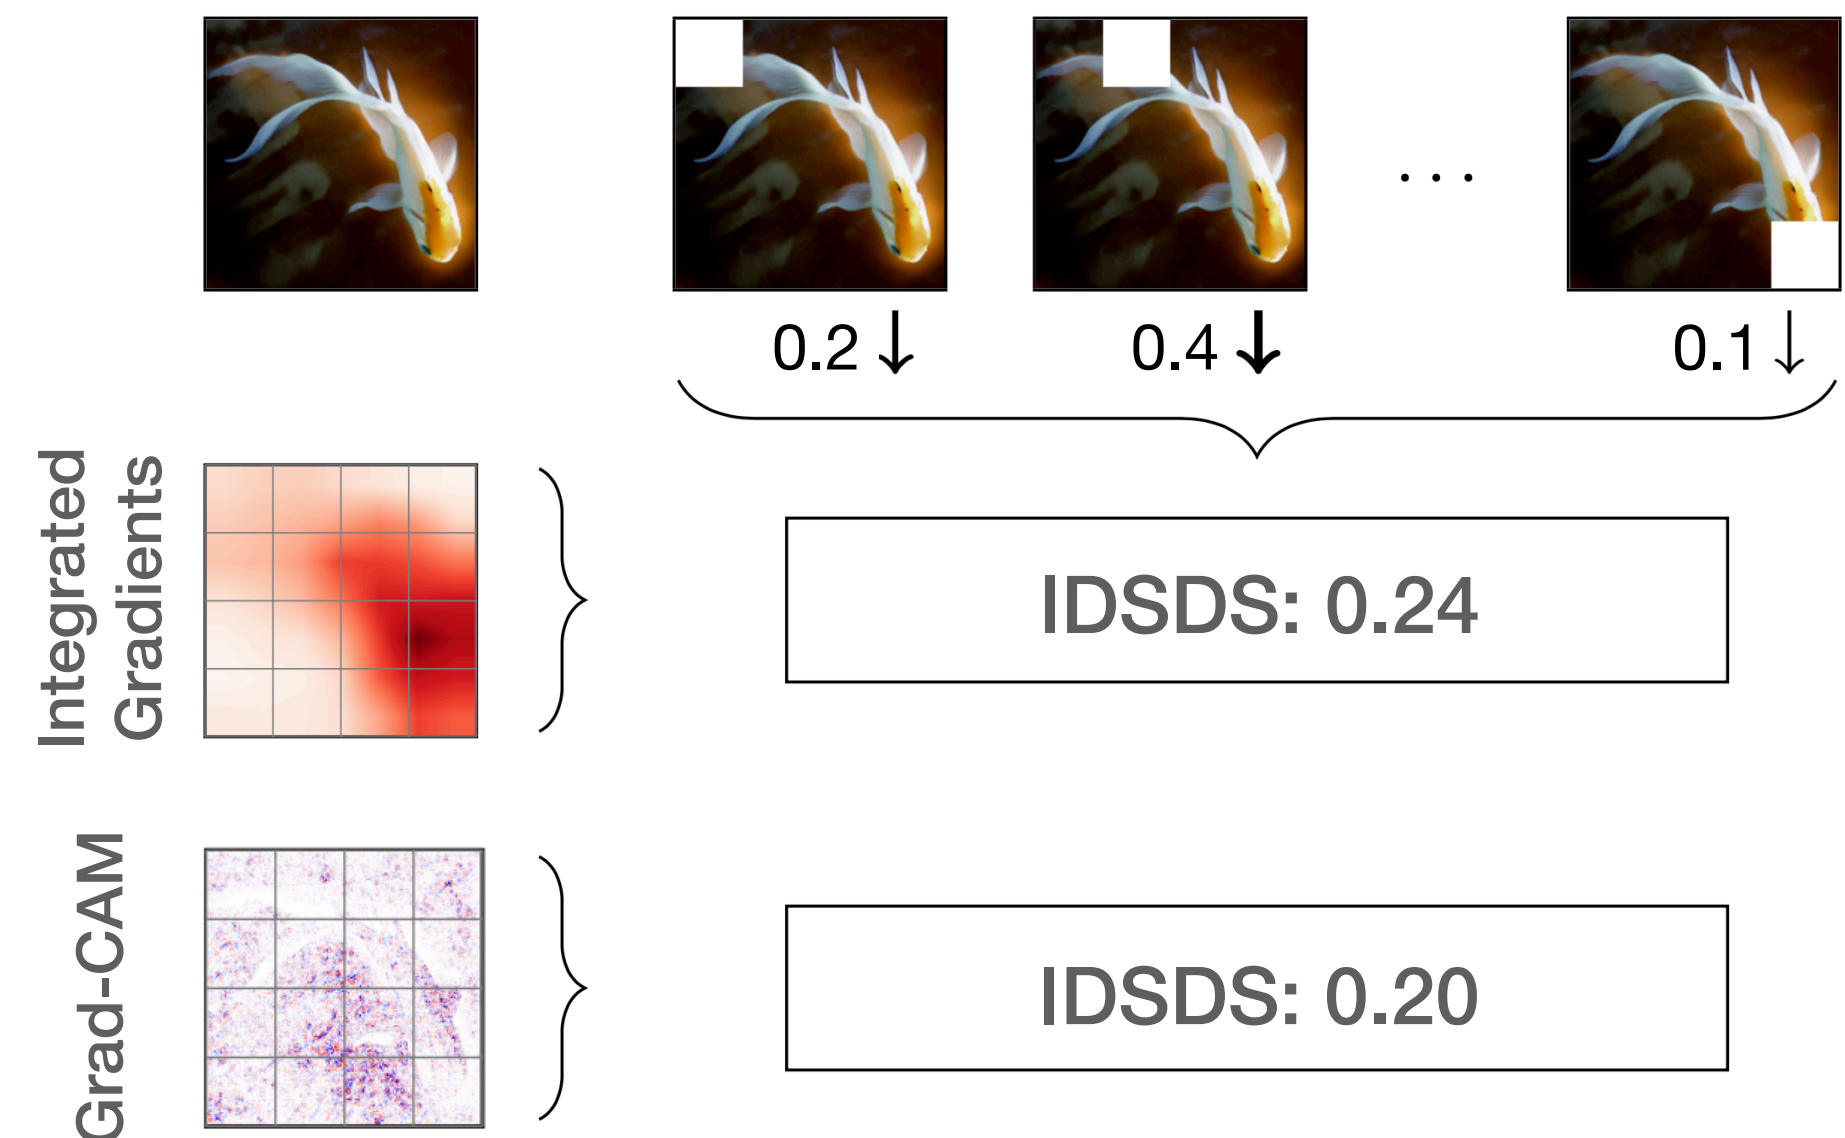 0.2 ↓
0.4 ↓
. . .
0.1 ↓
Integrated
Gradients
IDSDS: 0.24
Grad-CAM
IDSDS: 0.20